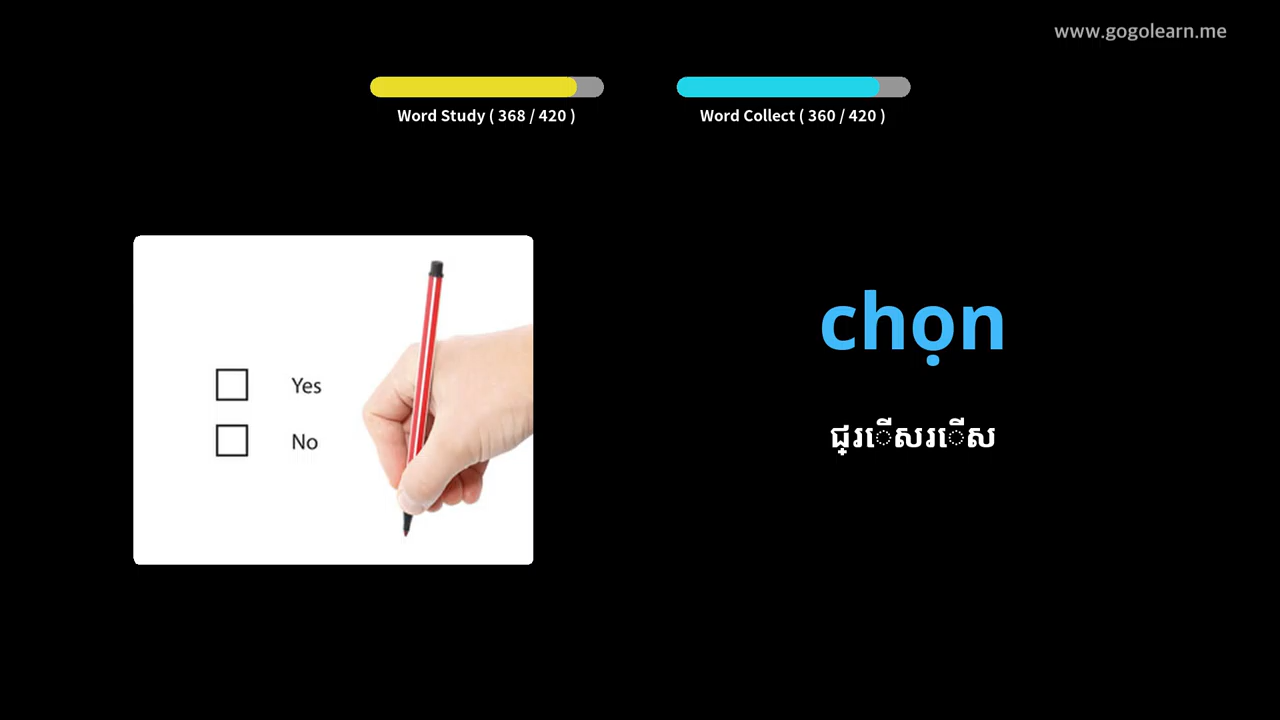 www.gogolearn.me
Word Study ( 368 / 420 )
Word Collect ( 360 / 420 )
Yes
No
chọn
ជ្រើសរើស